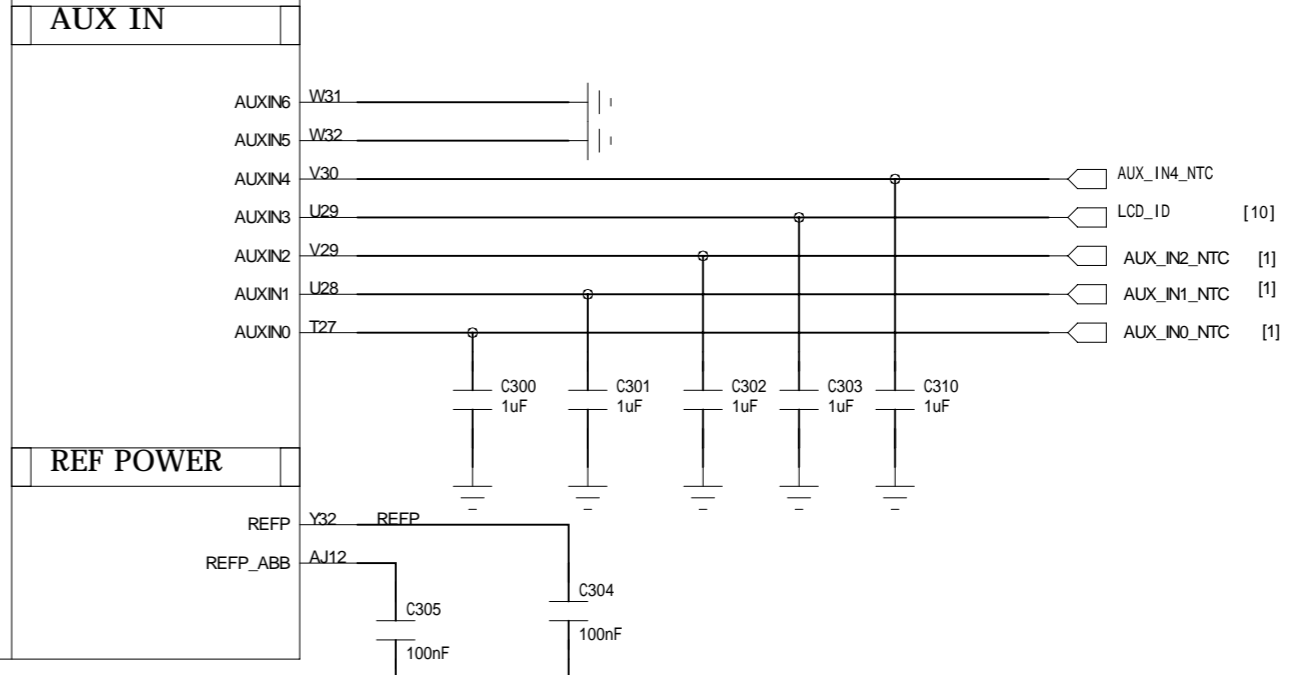 AUX IN
AUXIN6 W31
AUXIN5 W32
AUXIN4 V30 AUX_IN4_NTC
AUXIN3 U29 LCD_ID [10]
AUXIN2 V29 AUX_IN2_NTC [1]
AUXIN1 U28 AUX_IN1_NTC [1]
AUXIN0 T27 AUX_IN0_NTC [1]
C300 C301 C302 C303 C310
1uF 1uF 1uF 1uF 1uF
REF POWER
REFP Y32 REFP
REFP_ABB AJ12
C304
C305
100nF
100nF